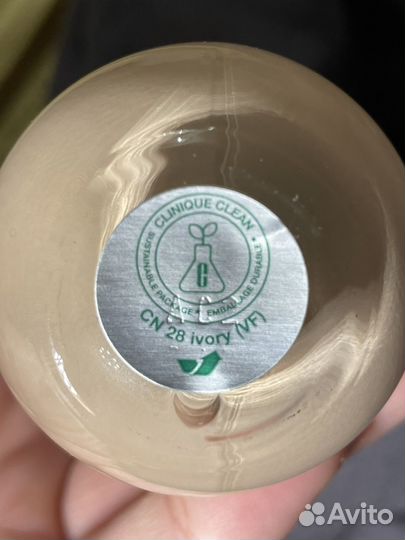 CLINIQUE CLEAN
SUSTAINABLE PACKAGE * EMBALLAGE DURABLE *
C
CN 28 ivory (VF)
Avito